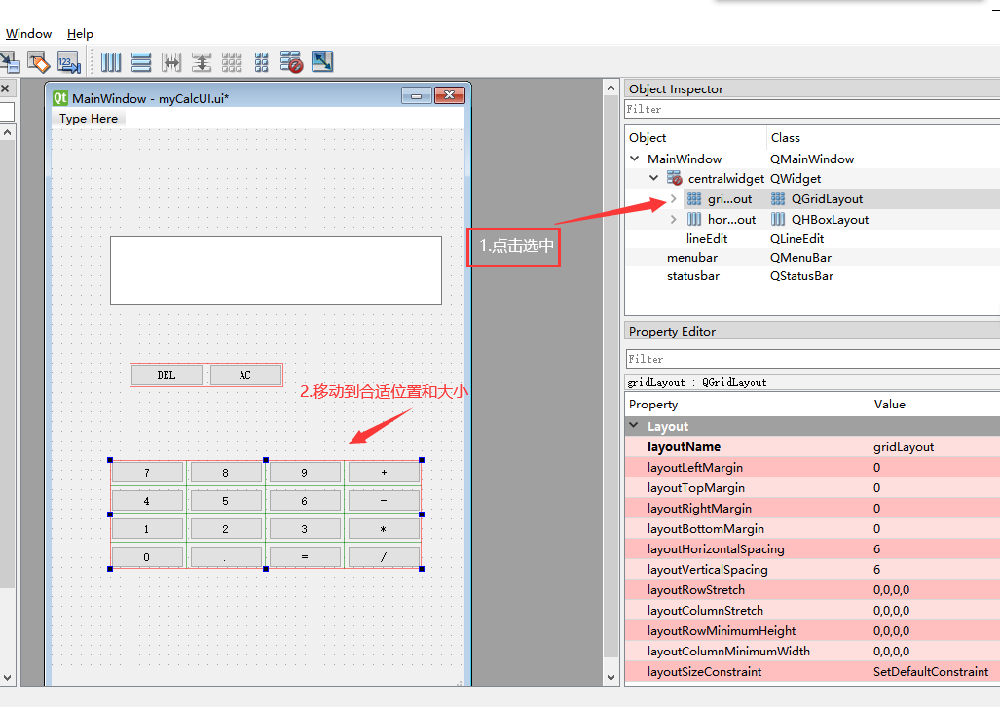 Window Help
MainWindow - myCalcUI.ui*
Type Here
DEL AC
2.移动到合适位置和大小
7 8 9 +
4 5 6 -
1 2 3 *
0 . = /
1.点击选中
Object Inspector
Filter
Object Class
MainWindow QMainWindow
centralwidget QWidget
gri...out QGridLayout
hor...out QHBoxLayout
lineEdit QLineEdit
menubar QMenuBar
statusbar QStatusBar
Property Editor
Filter
gridLayout : QGridLayout
Property Value
Layout
layoutName gridLayout
layoutLeftMargin 0
layoutTopMargin 0
layoutRightMargin 0
layoutBottomMargin 0
layoutHorizontalSpacing 6
layoutVerticalSpacing 6
layoutRowStretch 0,0,0,0
layoutColumnStretch 0,0,0,0
layoutRowMinimumHeight 0,0,0,0
layoutColumnMinimumWidth 0,0,0,0
layoutSizeConstraint SetDefaultConstraint